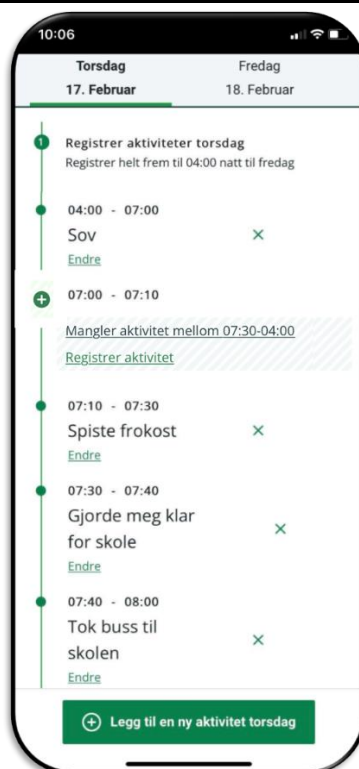 10:06
Torsdag
17. Februar
Fredag
18. Februar
1
Registrer aktiviteter torsdag
Registrer helt frem til 04:00 natt til fredag
04:00 - 07:00
Sov
Endre
07:00 - 07:10
Mangler aktivitet mellom 07:30-04:00
Registrer aktivitet
07:10 - 07:30
Spiste frokost
Endre
07:30 - 07:40
Gjorde meg klar
for skole
Endre
07:40 - 08:00
Tok buss til
skolen
Endre
Legg til en ny aktivitet torsdag